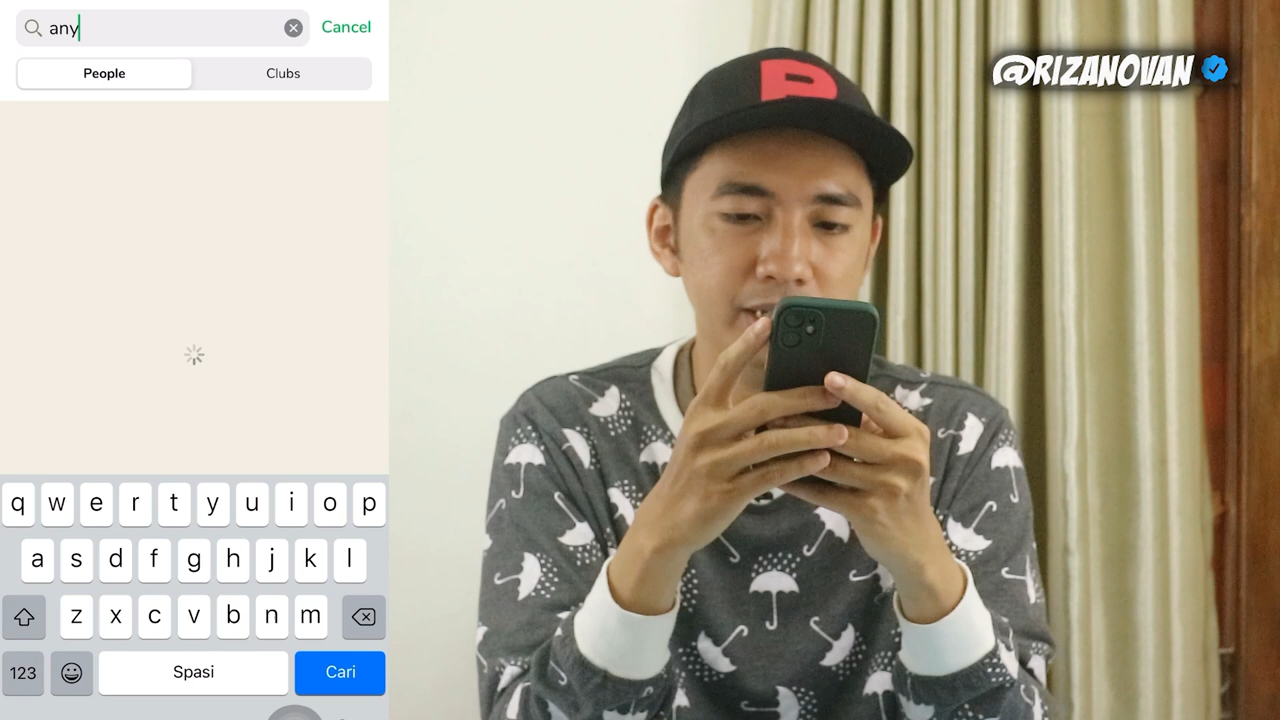 any
Cancel
People
Clubs
@RIZANOVAN
q w e r t y u i o p
a s d f g h j k l
z x c v b n m
123
Spasi
Cari